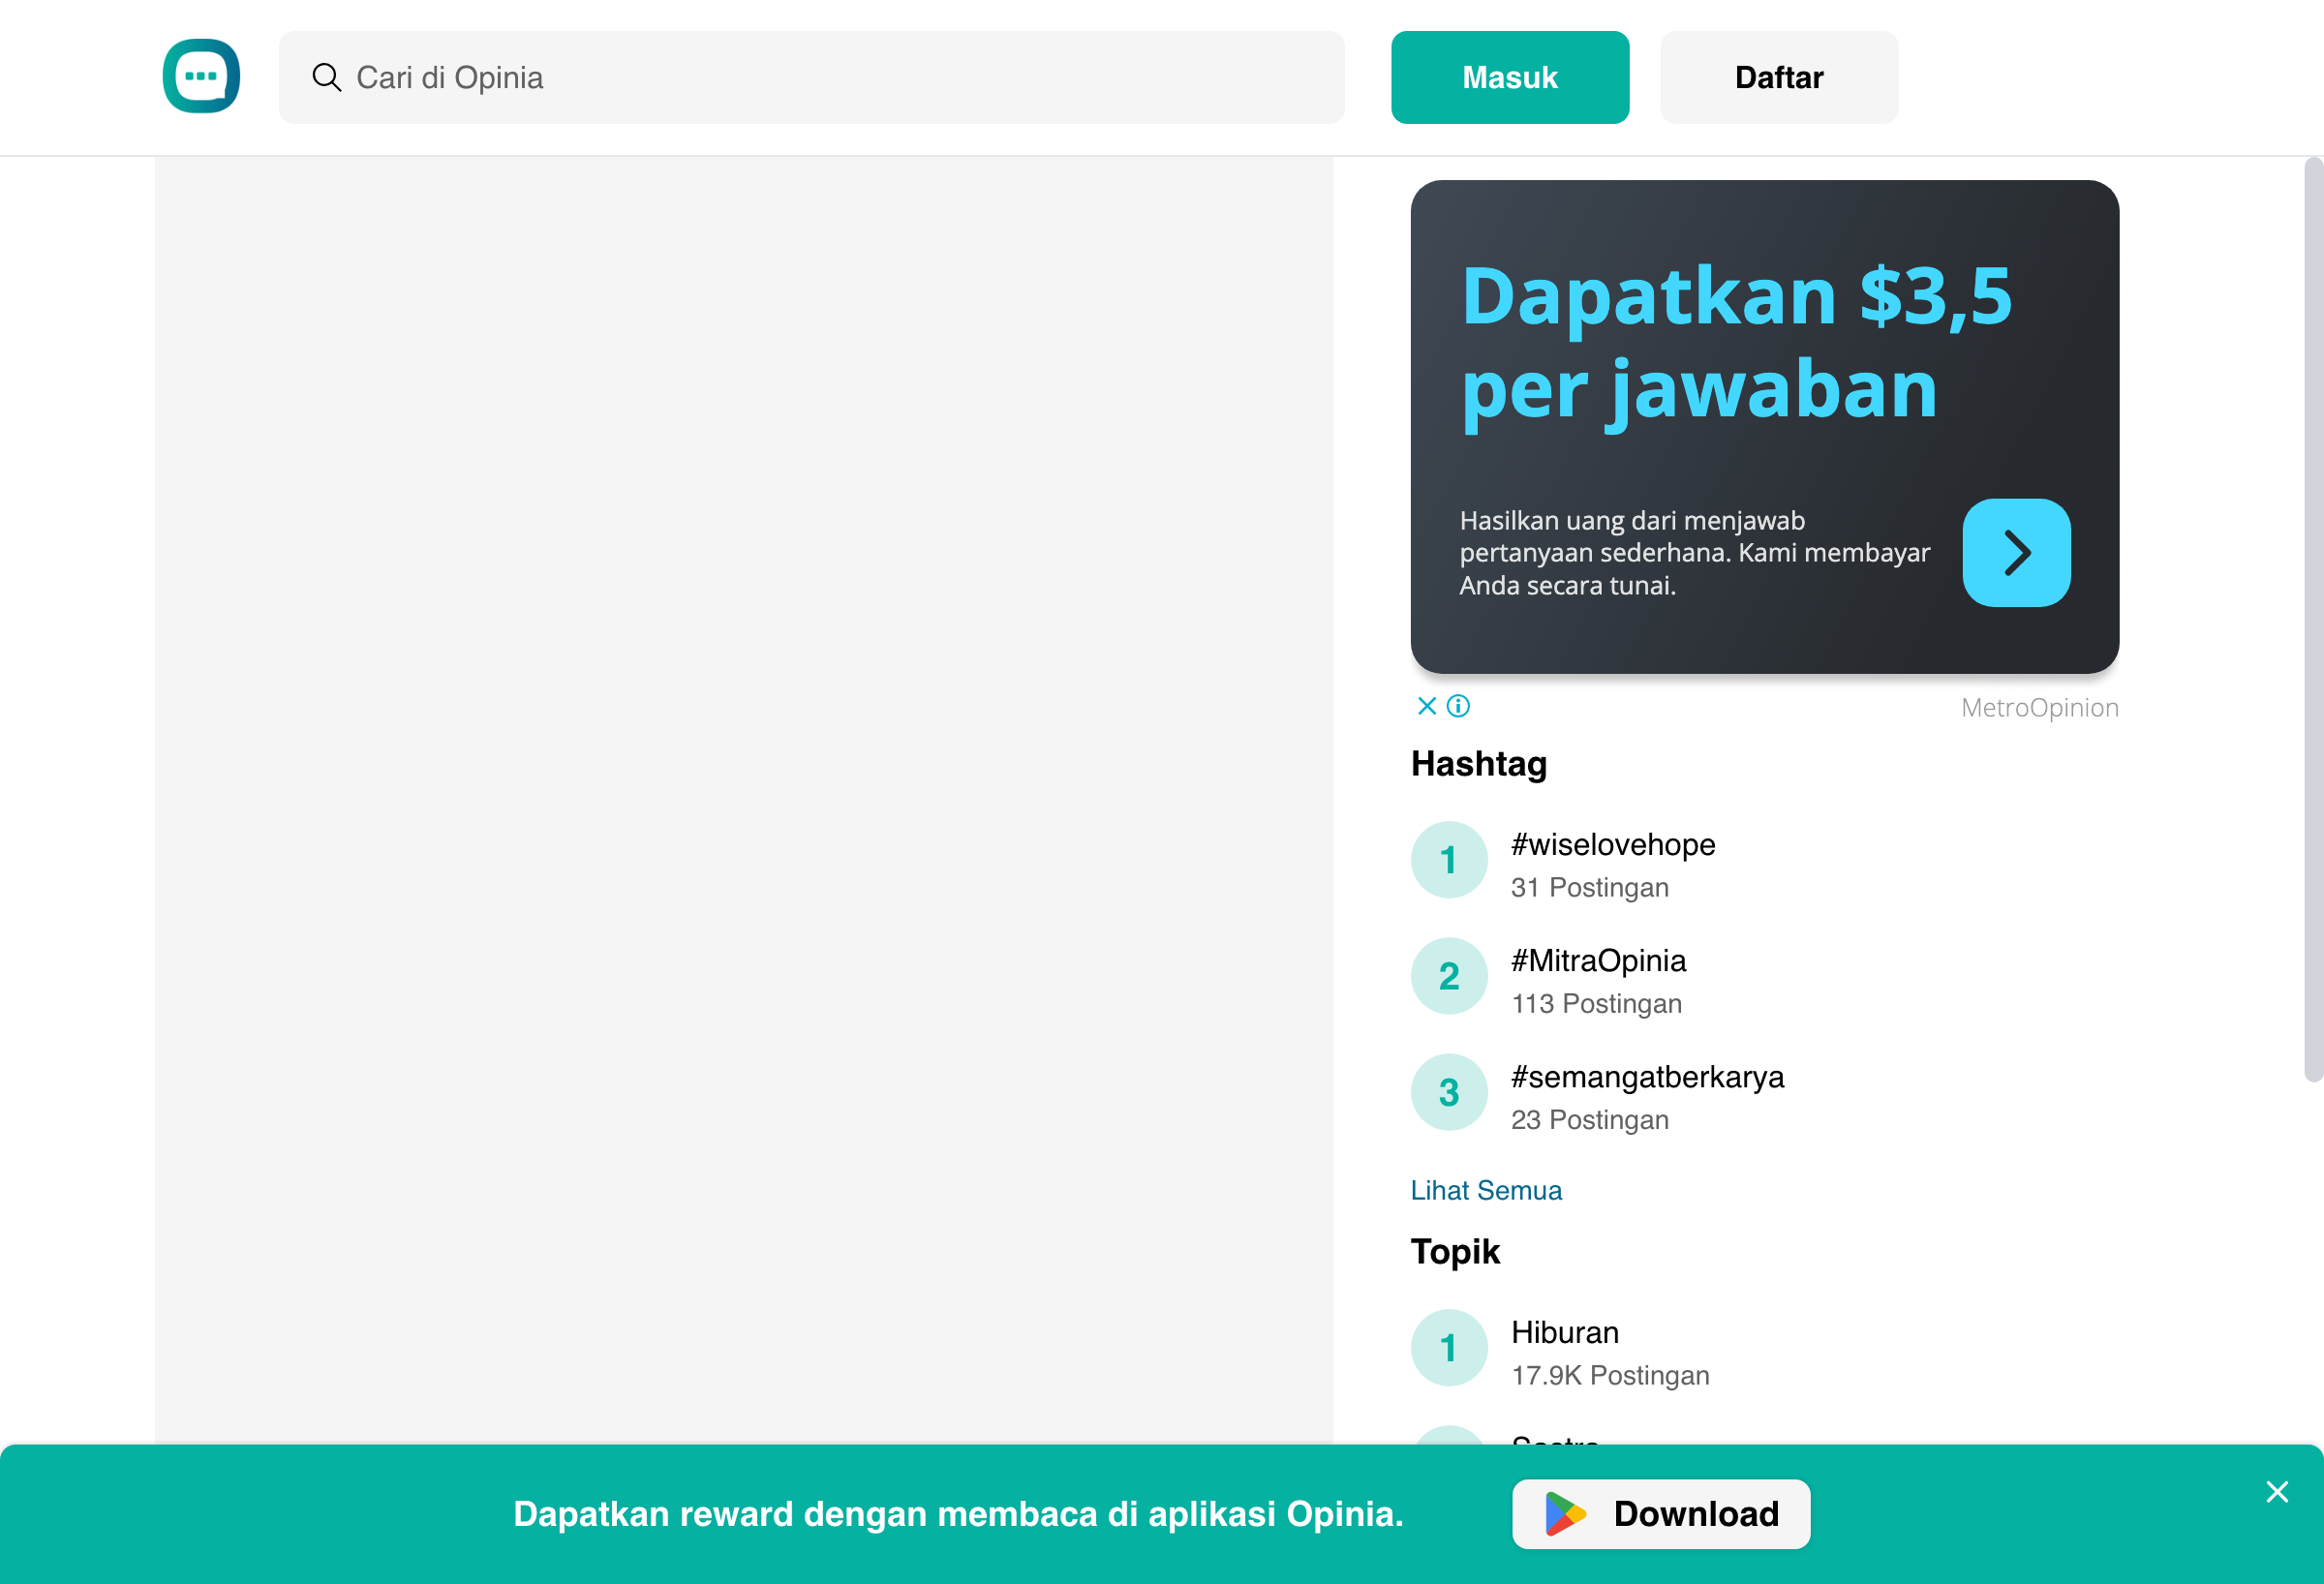 Cari di Opinia
Masuk
Daftar
Dapatkan $3,5
per jawaban
Hasilkan uang dari menjawab
pertanyaan sederhana. Kami membayar
Anda secara tunai.
MetroOpinion
Hashtag
1
#wiselovehope
31 Postingan
2
#MitraOpinia
113 Postingan
3
#semangatberkarya
23 Postingan
Lihat Semua
Topik
1
Hiburan
17.9K Postingan
Dapatkan reward dengan membaca di aplikasi Opinia.
Download